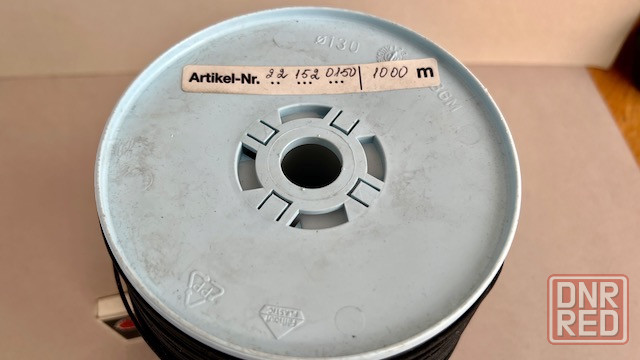 ø130
Artikel-Nr. 22 152 0150 / 1000 m
DNR
RED